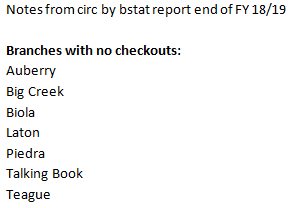 Notes from circ by bstat report end of FY 18/19
Branches with no checkouts:
Auberry
Big Creek
Biola
Laton
Piedra
Talking Book
Teague